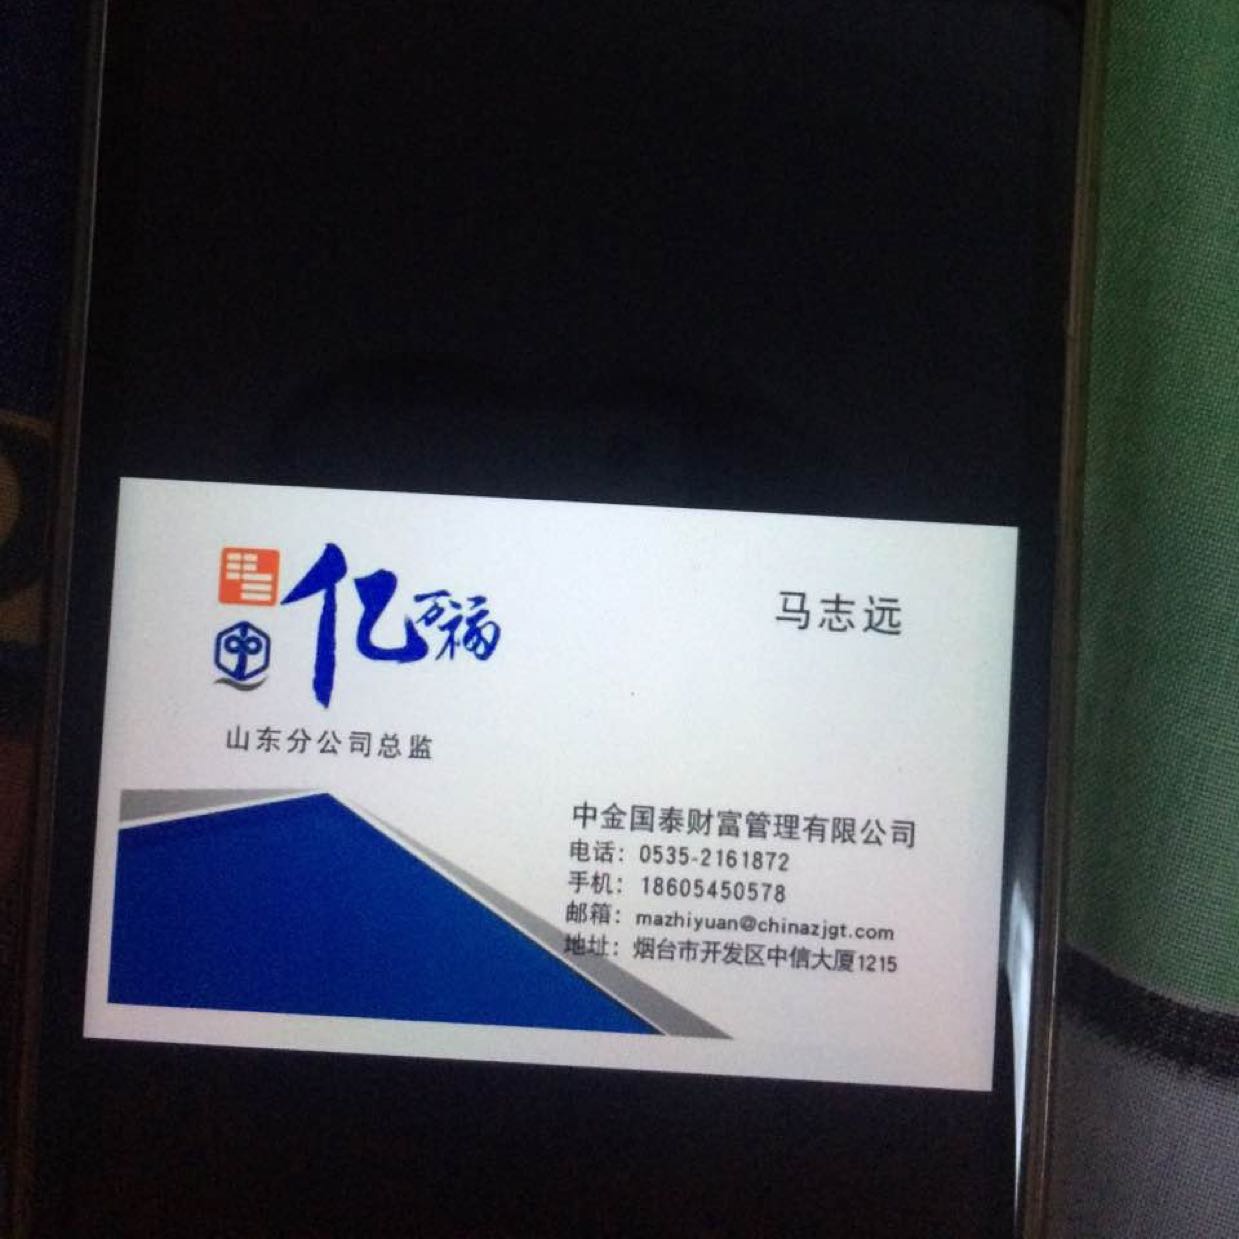 亿万福
马志远
山东分公司总监
中金国泰财富管理有限公司
电话：0535-2161872
手机：18605450578
邮箱：mazhiyuan@chinazjgt.com
地址：烟台市开发区中信大厦1215